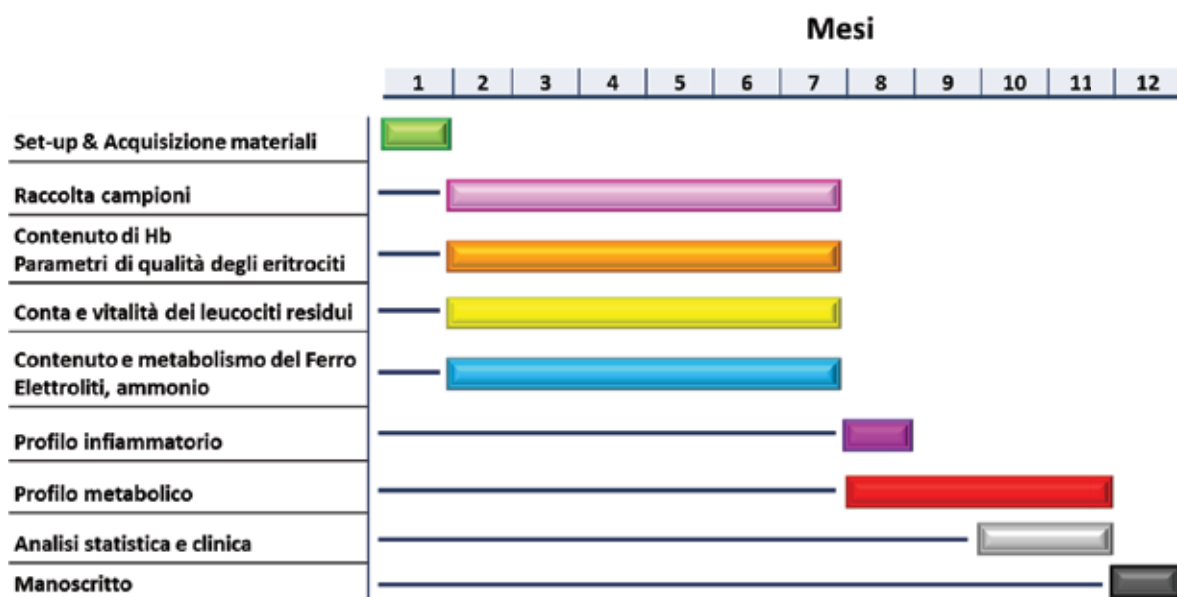 Mesi
1 2 3 4 5 6 7 8 9 10 11 12
Set-up & Acquisizione materiali
Raccolta campioni
Contenuto di Hb
Parametri di qualità degli eritrociti
Conta e vitalità dei leucociti residui
Contenuto e metabolismo del Ferro
Elettroliti, ammonio
Profilo infiammatorio
Profilo metabolico
Analisi statistica e clinica
Manoscritto